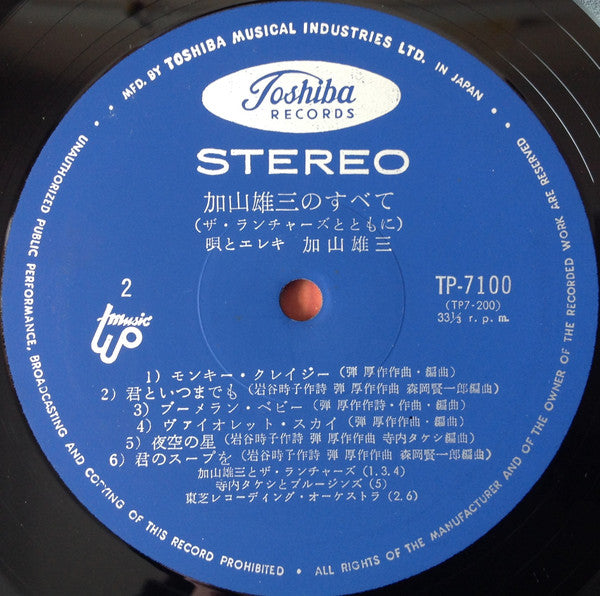 • MFD. BY TOSHIBA MUSICAL INDUSTRIES LTD. IN JAPAN •
Toshiba
RECORDS
STEREO
加山雄三のすべて
(ザ・ランチャーズとともに)
唄とエレキ 加山雄三
2
TP-7100
(TP7-200)
33⅓ r.p.m.
music
1) モンキー・クレイジー (弾 厚作作曲・編曲)
2) 君といつまでも (岩谷時子作詩 弾 厚作作曲 森岡賢一郎編曲)
3) ブーメラン・ベビー (弾 厚作作詩・作曲・編曲)
4) ヴァイオレット・スカイ (弾 厚作作曲・編曲)
5) 夜空の星 (岩谷時子作詩 弾 厚作作曲 寺内タケシ編曲)
6) 君のスープを (岩谷時子作詩 弾 厚作作曲 森岡賢一郎編曲)
加山雄三とザ・ランチャーズ (1.3.4)
寺内タケシとブルージンズ (5)
東芝レコーディング・オーケストラ (2.6)
UNAUTHORIZED PUBLIC PERFORMANCE, BROADCASTING AND COPYING OF THIS RECORD PROHIBITED • ALL RIGHTS OF THE MANUFACTURER AND OF THE OWNER OF THE RECORDED WORK ARE RESERVED